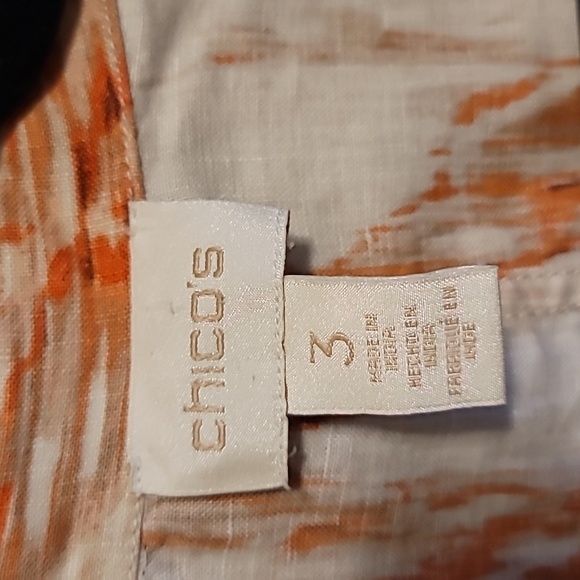 chico's
3
MADE IN
INDIA
HECHO EN
INDIA
FABRIQUÉ EN
INDE